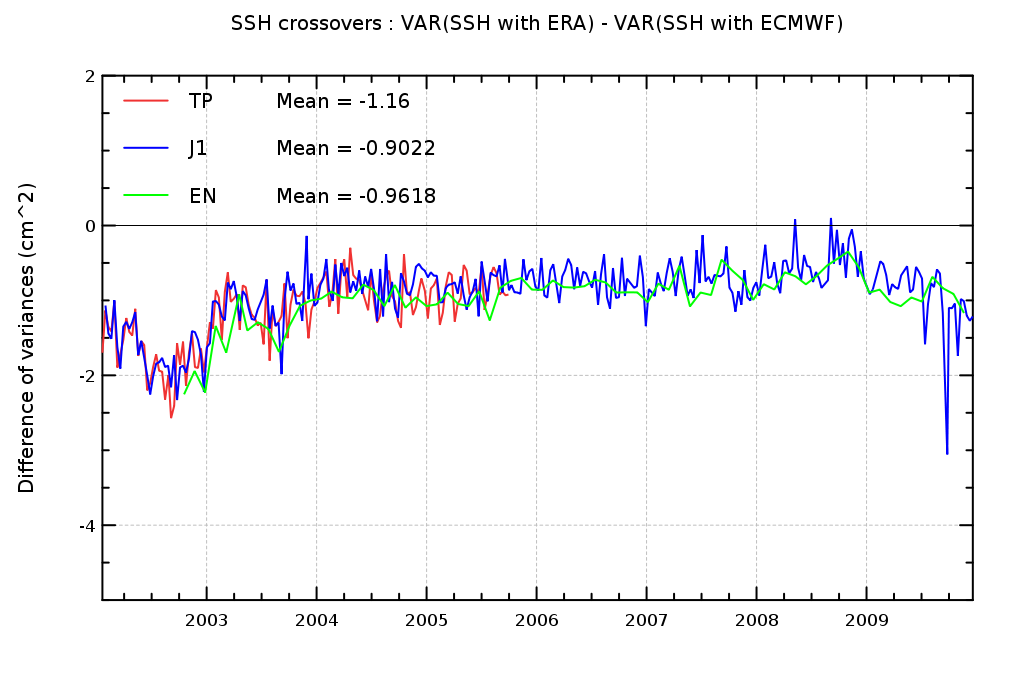 SSH crossovers : VAR(SSH with ERA) - VAR(SSH with ECMWF)
Difference of variances (cm^2)
2
0
-2
-4
TP Mean = -1.16
J1 Mean = -0.9022
EN Mean = -0.9618
2003 2004 2005 2006 2007 2008 2009